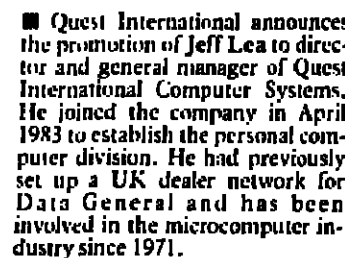 ■ Quest International announces
the promotion of Jeff Lea to direc-
tor and general manager of Quest
International Computer Systems.
He joined the company in April
1983 to establish the personal com-
puter division. He had previously
set up a UK dealer network for
Data General and has been
involved in the microcomputer in-
dustry since 1971.